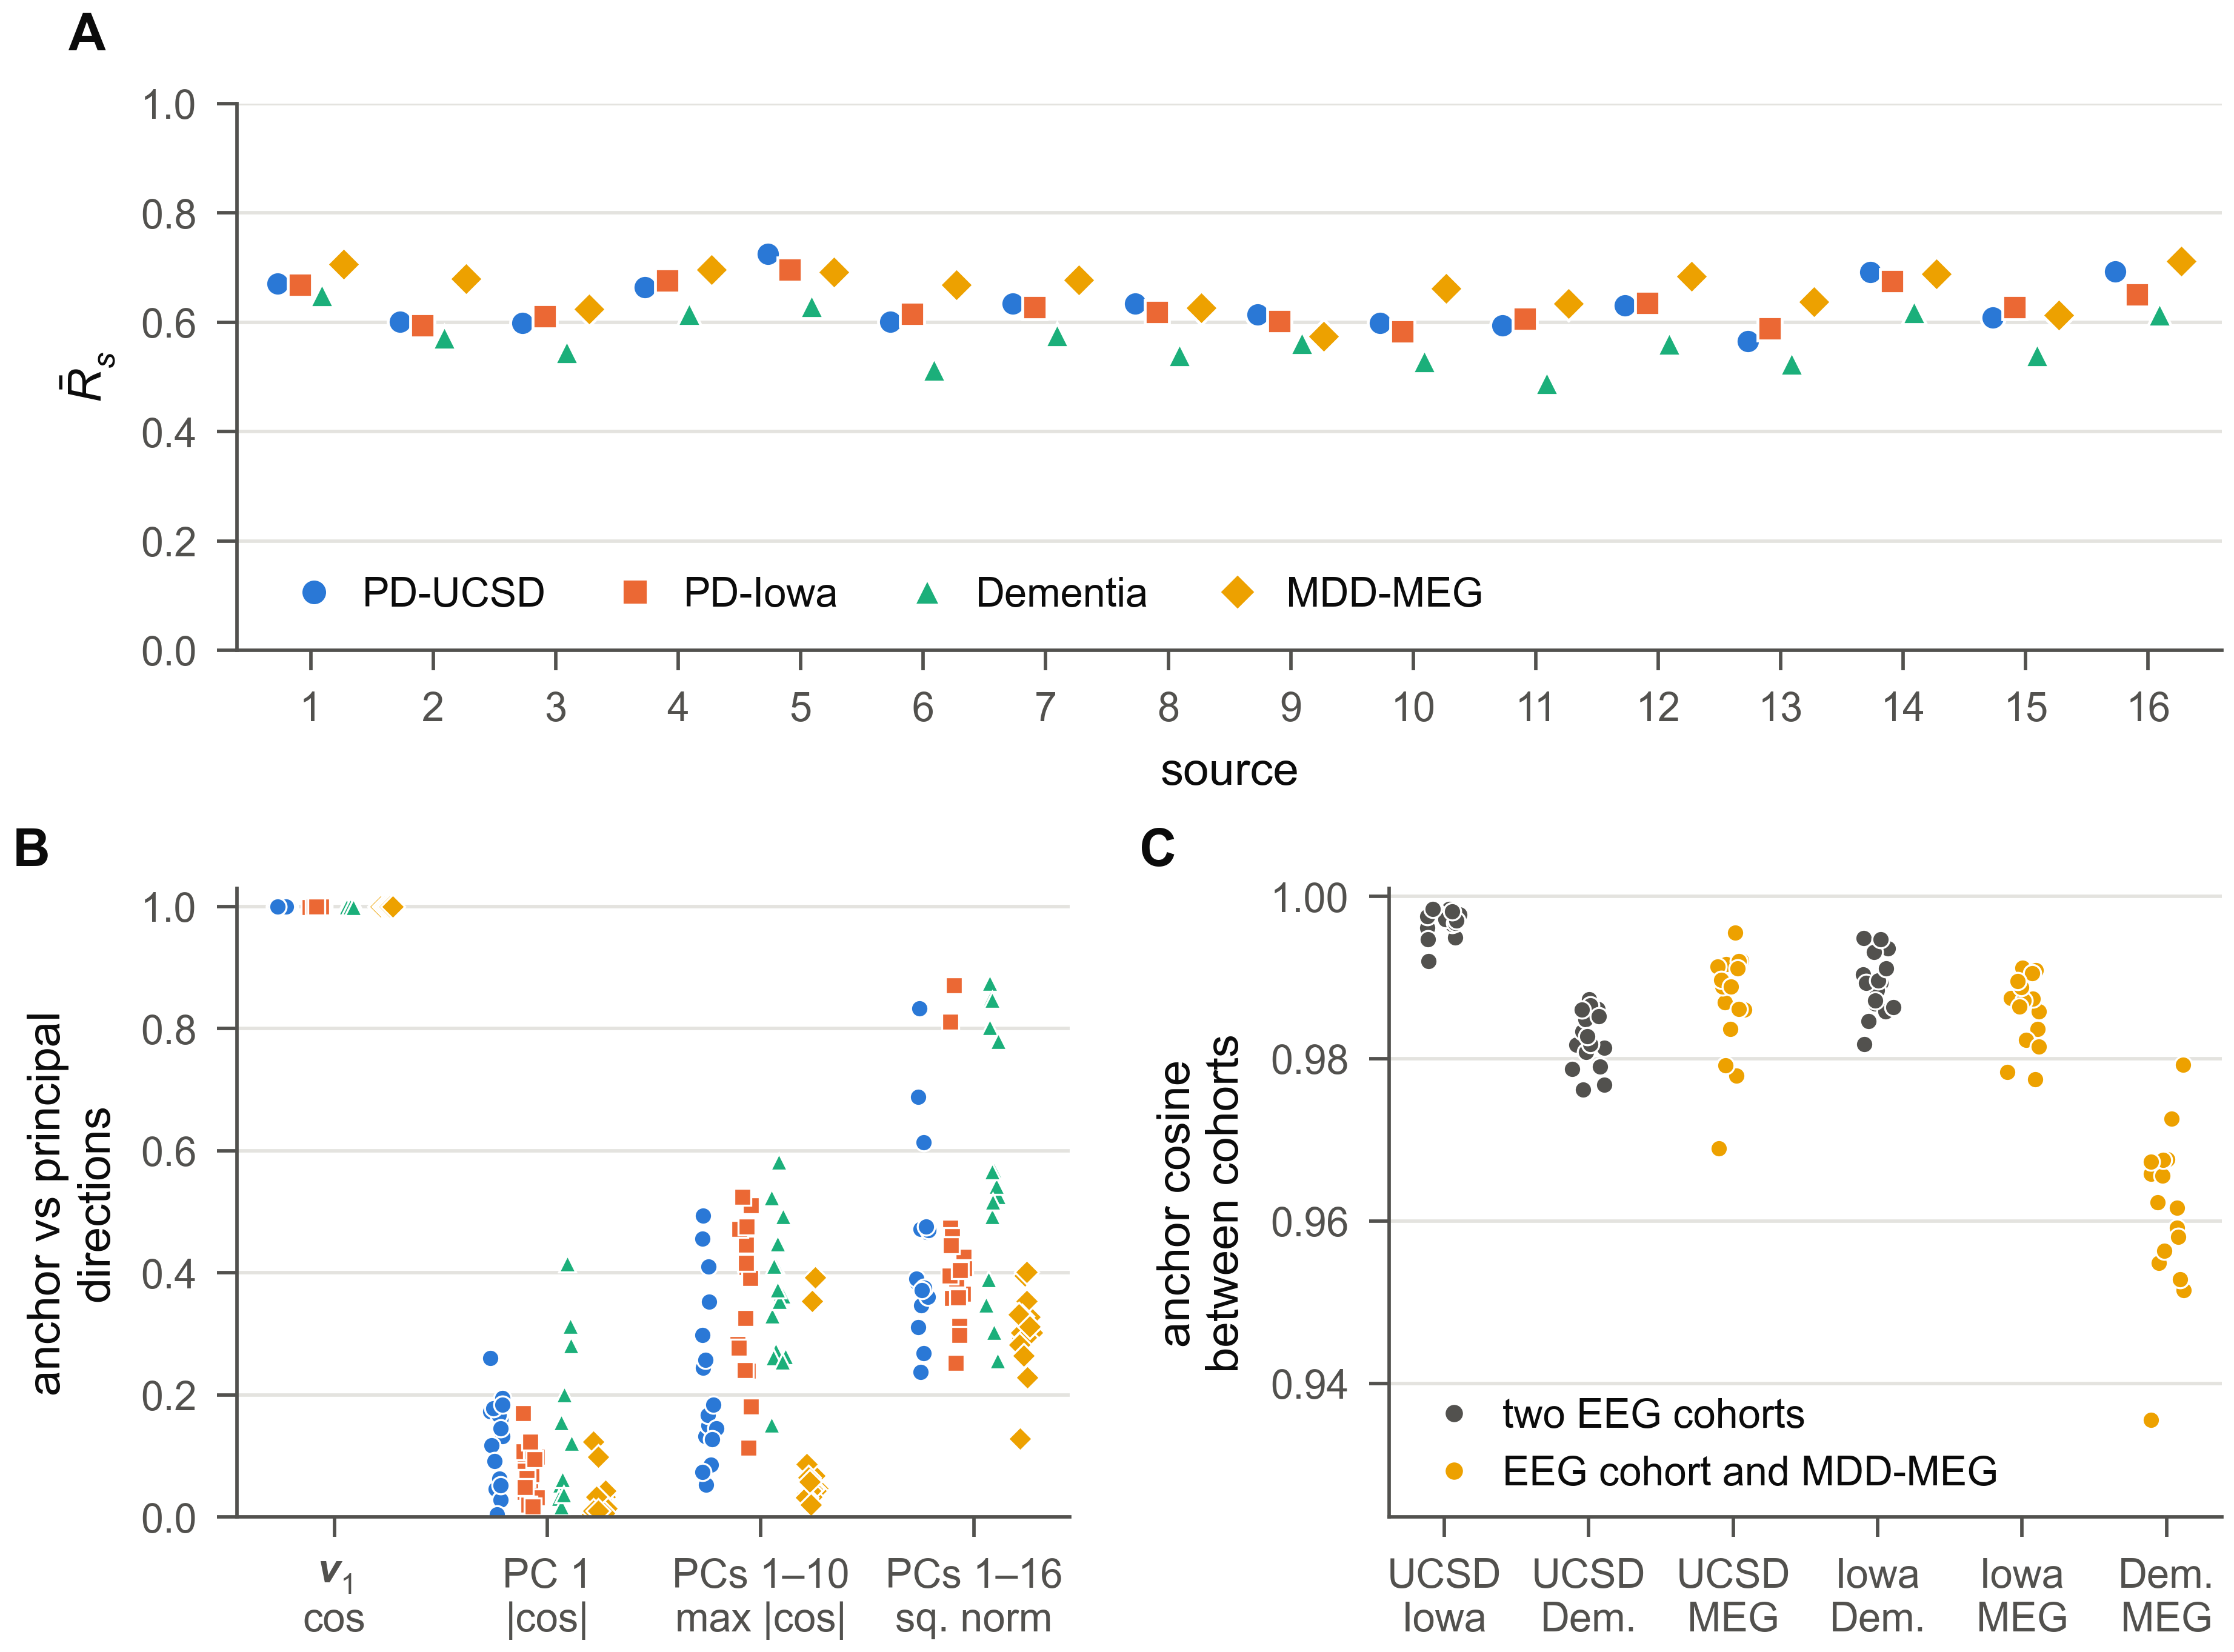 A
1.0
0.8
0.6
0.4
0.2
0.0
R̄s
PD-UCSD PD-Iowa Dementia MDD-MEG
1 2 3 4 5 6 7 8 9 10 11 12 13 14 15 16
source
B
1.0
0.8
0.6
0.4
0.2
0.0
anchor vs principal
directions
v1 PC 1 PCs 1–10 PCs 1–16
cos |cos| max |cos| sq. norm
C
1.00
0.98
0.96
0.94
anchor cosine
between cohorts
two EEG cohorts
EEG cohort and MDD-MEG
UCSD UCSD UCSD Iowa Iowa Dem.
Iowa Dem. MEG Dem. MEG MEG